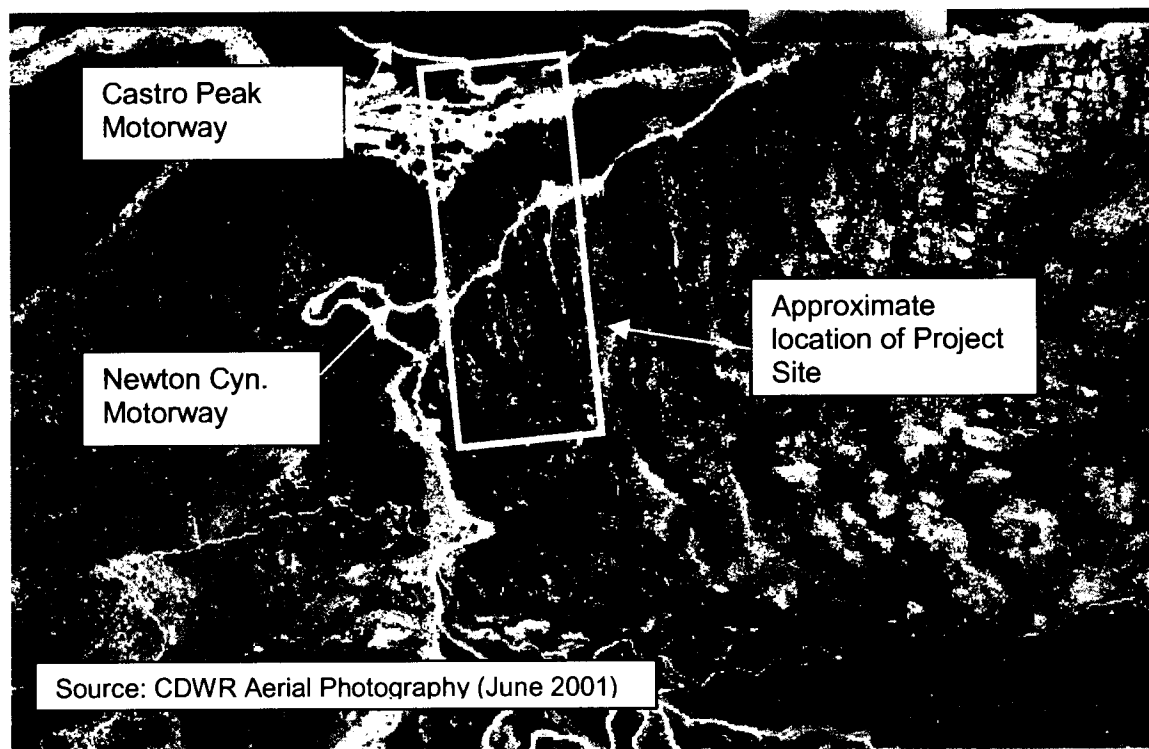 Castro Peak
Motorway
Approximate
location of Project
Site
Newton Cyn.
Motorway
Source: CDWR Aerial Photography (June 2001)